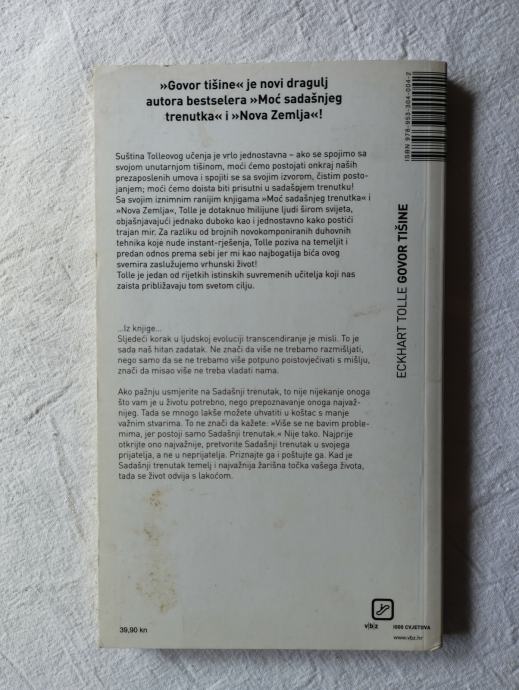 »Govor tišine« je novi dragulj
autora bestselera »Moć sadašnjeg
trenutka« i »Nova Zemlja«!
Suština Tolleovog učenja je vrlo jednostavna – ako se spojimo sa
svojom unutarnjom tišinom, moći ćemo postojati onkraj naših
prezaposlenih umova i spojiti se sa svojim izvorom, čistim posto-
janjem; moći ćemo doista biti prisutni u sadašnjem trenutku!
Sa svojim iznimnim ranijim knjigama »Moć sadašnjeg trenutka« i
»Nova Zemlja«, Tolle je dotaknuo milijune ljudi širom svijeta,
objašnjavajući jednako duboko kao i jednostavno kako postići
trajan mir. Za razliku od brojnih novokomponiranih duhovnih
tehnika koje nude instant-rješenja, Tolle poziva na temeljit i
predan odnos prema sebi jer mi kao najbogatija bića ovog
svemira zaslužujemo vrhunski život!
Tolle je jedan od rijetkih istinskih suvremenih učitelja koji nas
zaista približavaju tom svetom cilju.
...Iz knjige...
Sljedeći korak u ljudskoj evoluciji transcendiranje je misli. To je
sada naš hitan zadatak. Ne znači da više ne trebamo razmišljati,
nego samo da se ne trebamo više potpuno poistovjećivati s mišlju,
znači da misao više ne treba vladati nama.
Ako pažnju usmjerite na Sadašnji trenutak, to nije nijekanje onoga
što vam je u životu potrebno, nego prepoznavanje onoga najvaž-
nijeg. Tada se mnogo lakše možete uhvatiti u koštac s manje
važnim stvarima. To ne znači da kažete: »Više se ne bavim proble-
mima, jer postoji samo Sadašnji trenutak.« Nije tako. Najprije
otkrijte ono najvažnije, pretvorite Sadašnji trenutak u svojega
prijatelja, a ne u neprijatelja. Priznajte ga i poštujte ga. Kad je
Sadašnji trenutak temelj i najvažnija žarišna točka vašega života,
tada se život odvija s lakoćom.
39,90 kn
v|b|z
1000 CVJETOVA
www.vbz.hr
ISBN 978-953-304-004-2
ECKHART TOLLE GOVOR TIŠINE